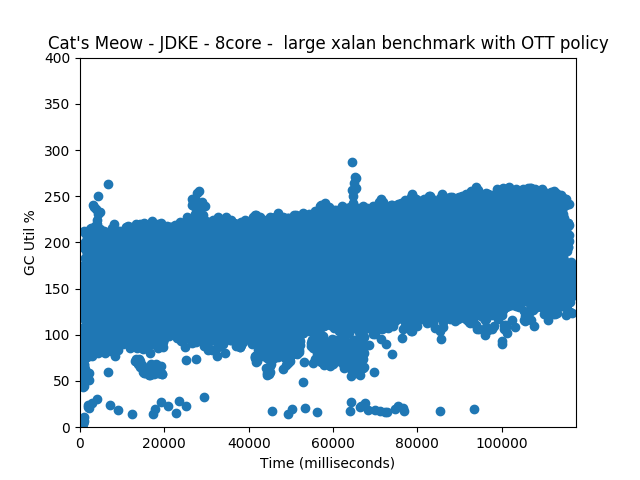 Cat's Meow - JDKE - 8core -  large xalan benchmark with OTT policy
400
350
300
250
200
150
100
50
0
GC Util %
0 20000 40000 60000 80000 100000
Time (milliseconds)